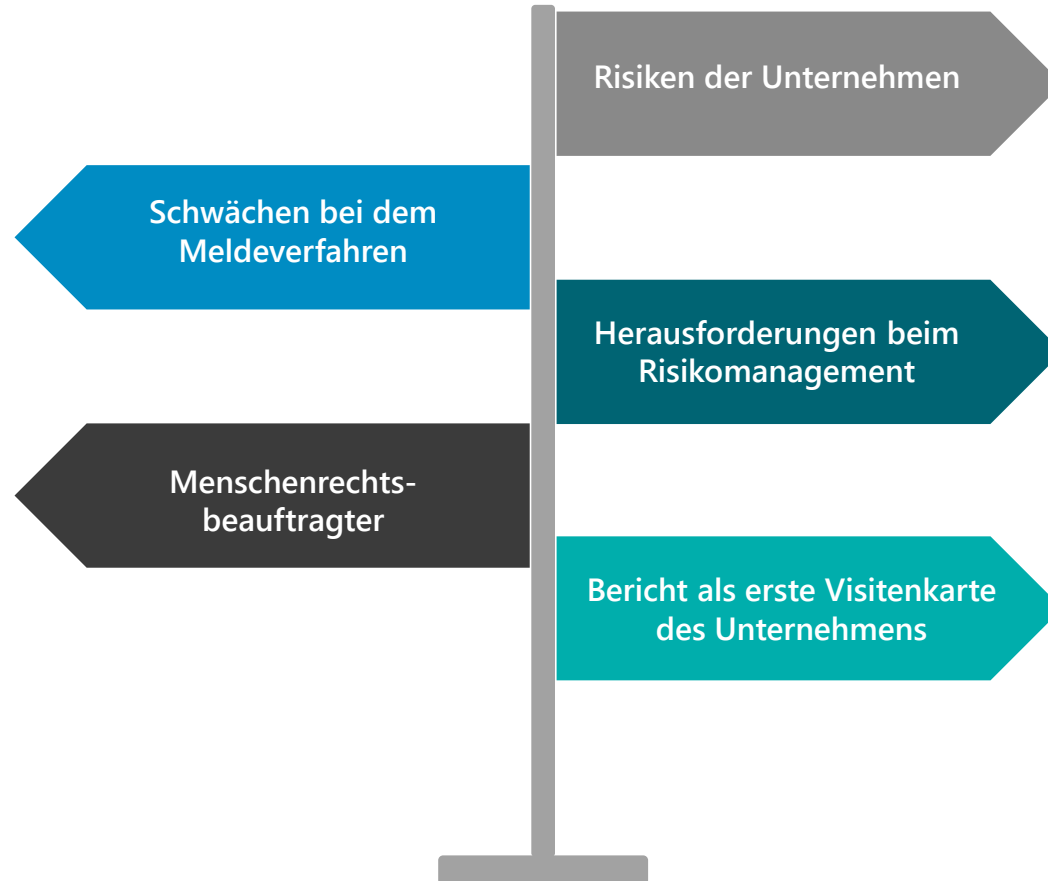 Risiken der Unternehmen
Schwächen bei dem
Meldeverfahren
Herausforderungen beim
Risikomanagement
Menschenrechts-
beauftragter
Bericht als erste Visitenkarte
des Unternehmens